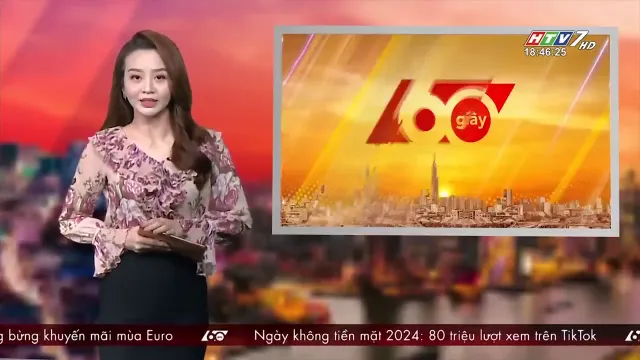 HTV7 HD
18:46:25
60 giây
g bừng khuyến mãi mùa Euro
60 Ngày không tiền mặt 2024: 80 triệu lượt xem trên TikTok